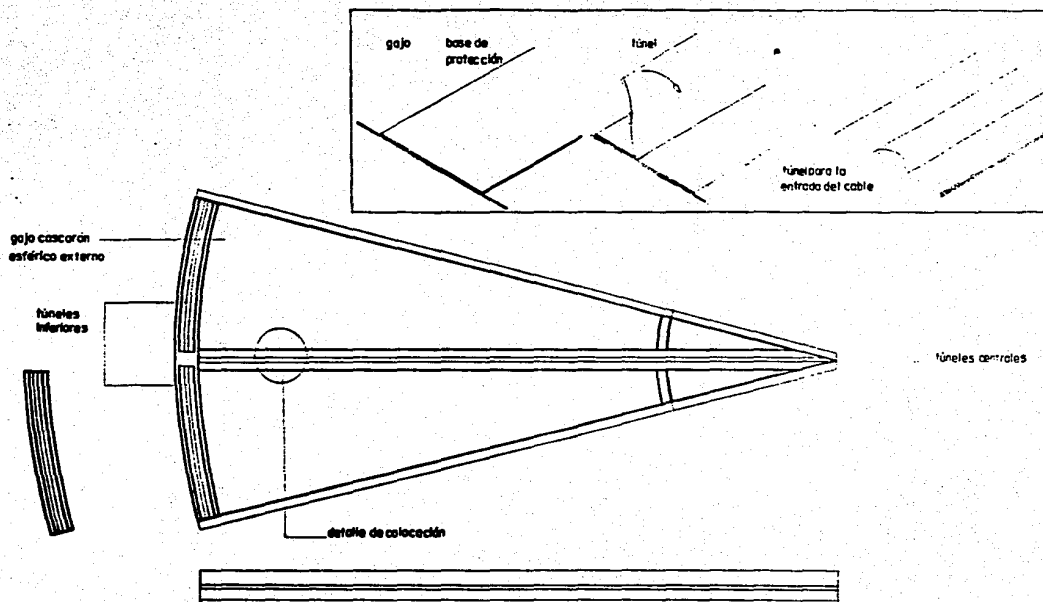 gajo
base de
protección
túnel
túnel para la
entrada del cable
gajo cascarón
esférico externo
túneles
inferiores
túneles centrales
detalle de colocación